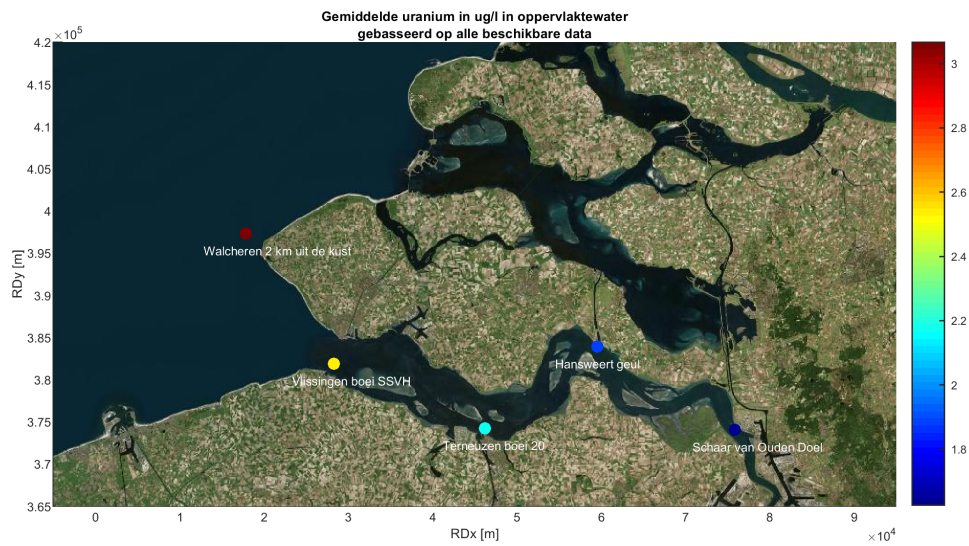 Gemiddelde uranium in ug/l in oppervlaktewater
gebasseerd op alle beschikbare data
×10⁵
4.2
4.15
4.1
4.05
4
3.95
3.9
3.85
3.8
3.75
3.7
3.65
RDy [m]
Walcheren 2 km uit de kust
Vlissingen boei SSVH
Hansweert geul
Terneuzen boei 20
Schaar van Ouden Doel
0 1 2 3 4 5 6 7 8 9
×10⁴
RDx [m]
3
2.8
2.6
2.4
2.2
2
1.8